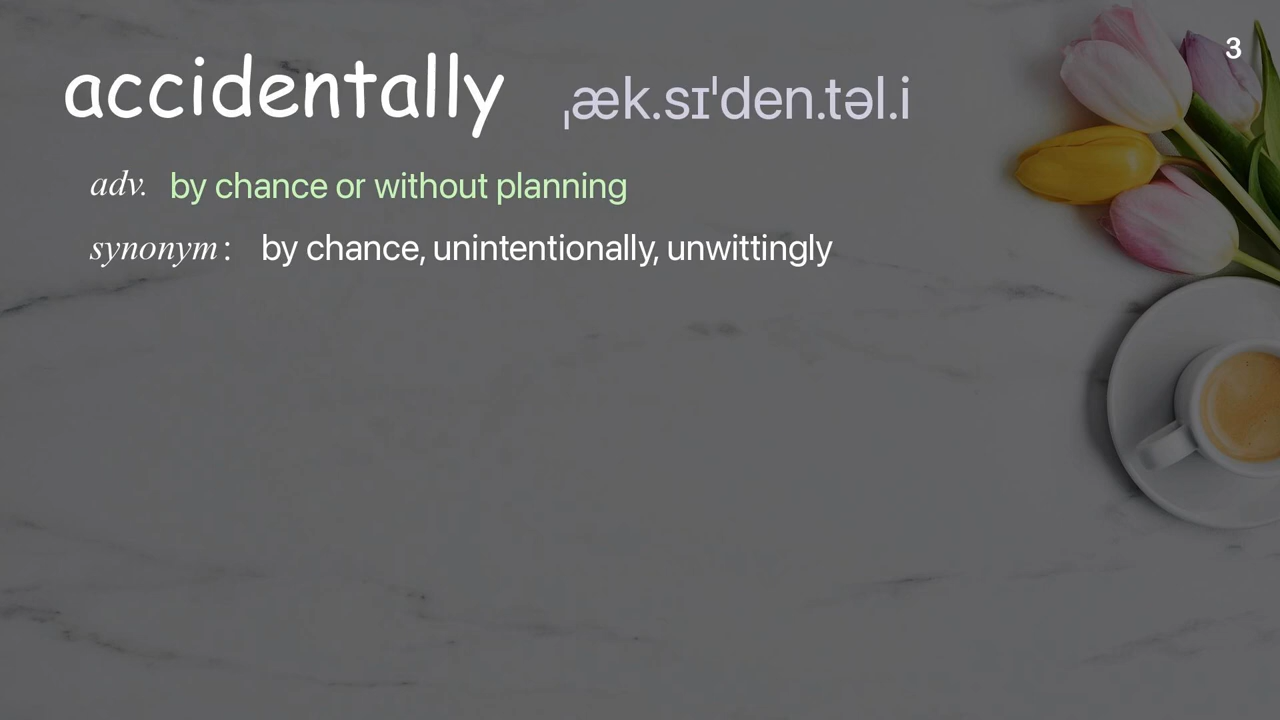 3
accidentally ˌæk.sɪˈden.təl.i
adv. by chance or without planning
synonym: by chance, unintentionally, unwittingly